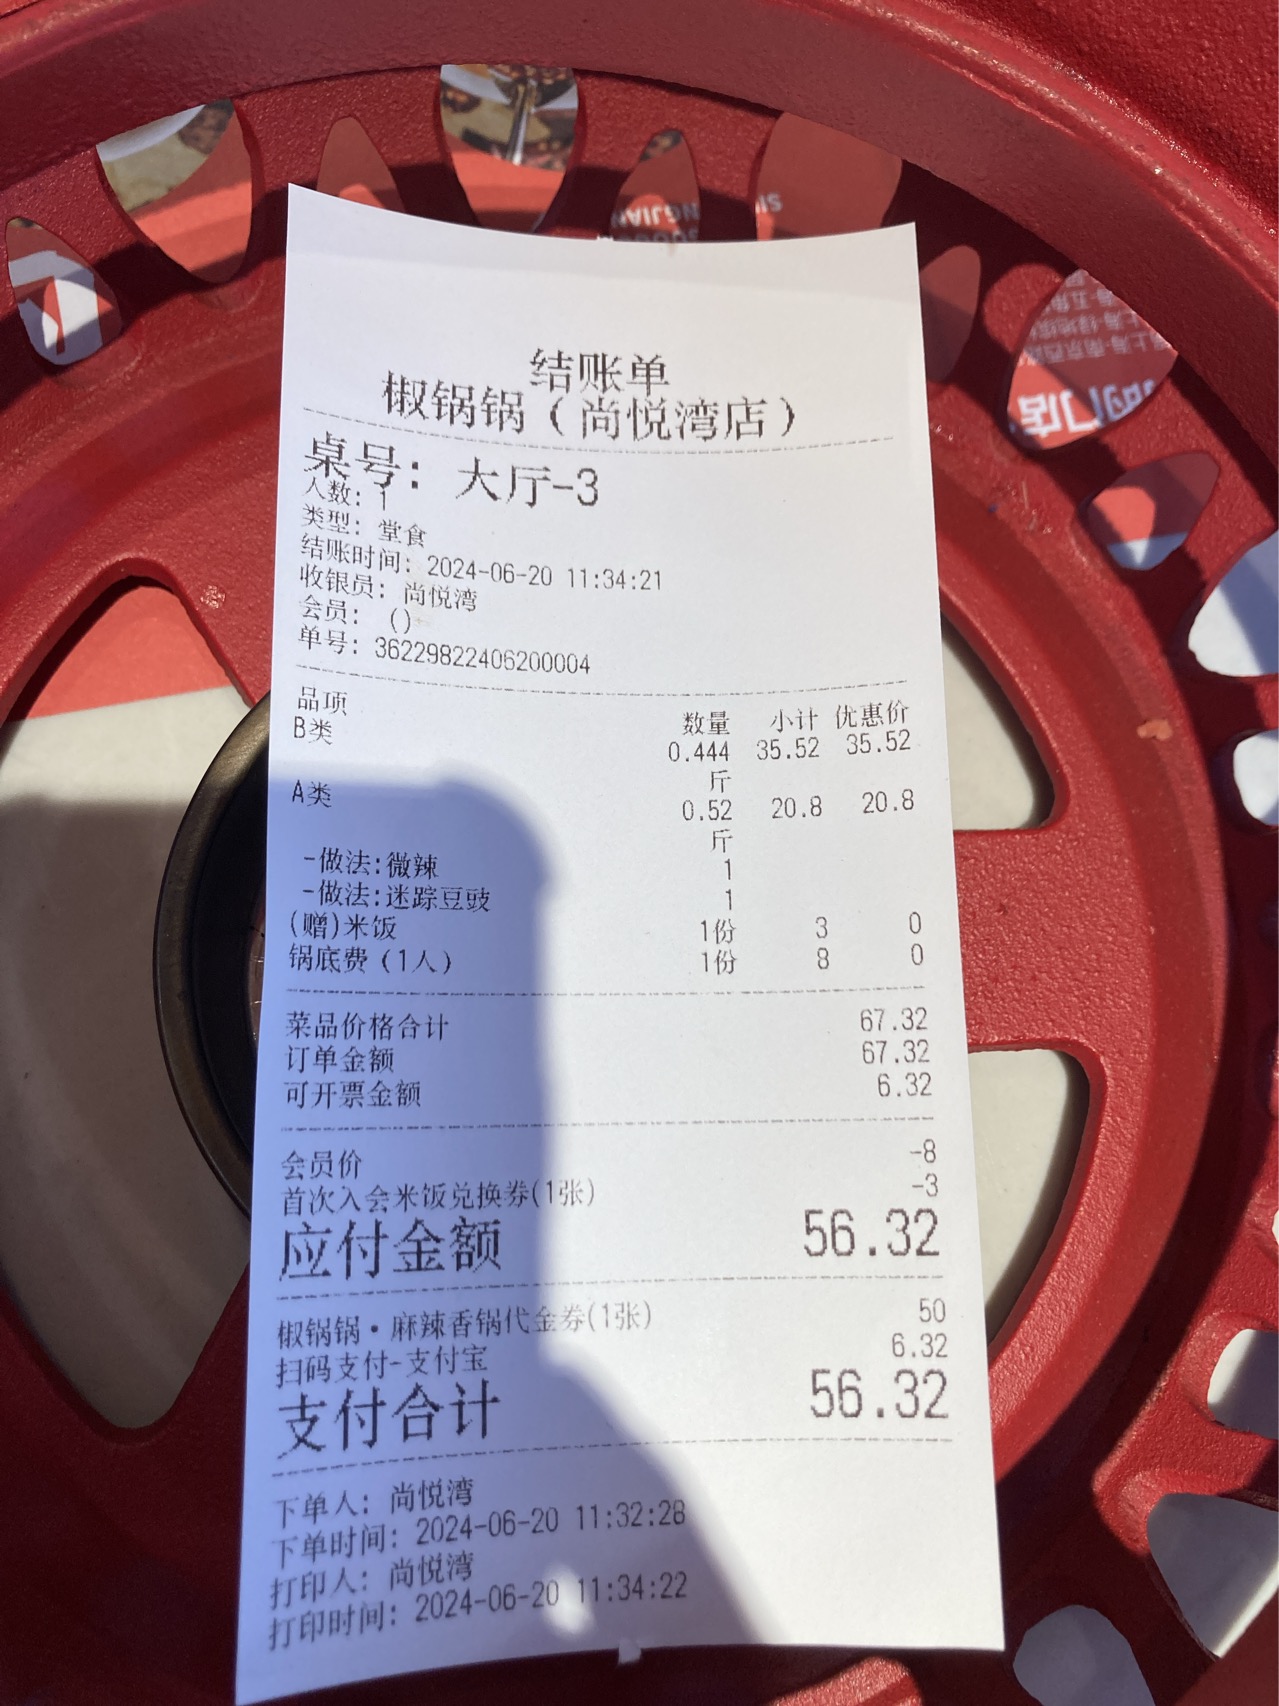 结账单
椒锅锅（尚悦湾店）
桌号：大厅-3
人数：1
类型：堂食
结账时间：2024-06-20 11:34:21
收银员：尚悦湾
会员：()
单号：36229822406200004
品项 数量 小计 优惠价
B类 0.444 35.52 35.52
斤
A类 0.52 20.8 20.8
斤
-做法:微辣 1
-做法:迷踪豆豉 1
(赠)米饭 1份 3 0
锅底费（1人） 1份 8 0
菜品价格合计 67.32
订单金额 67.32
可开票金额 6.32
会员价 -8
首次入会米饭兑换券(1张) -3
应付金额 56.32
椒锅锅·麻辣香锅代金券(1张) 50
扫码支付-支付宝 6.32
支付合计 56.32
下单人：尚悦湾
下单时间：2024-06-20 11:32:28
打印人：尚悦湾
打印时间：2024-06-20 11:34:22